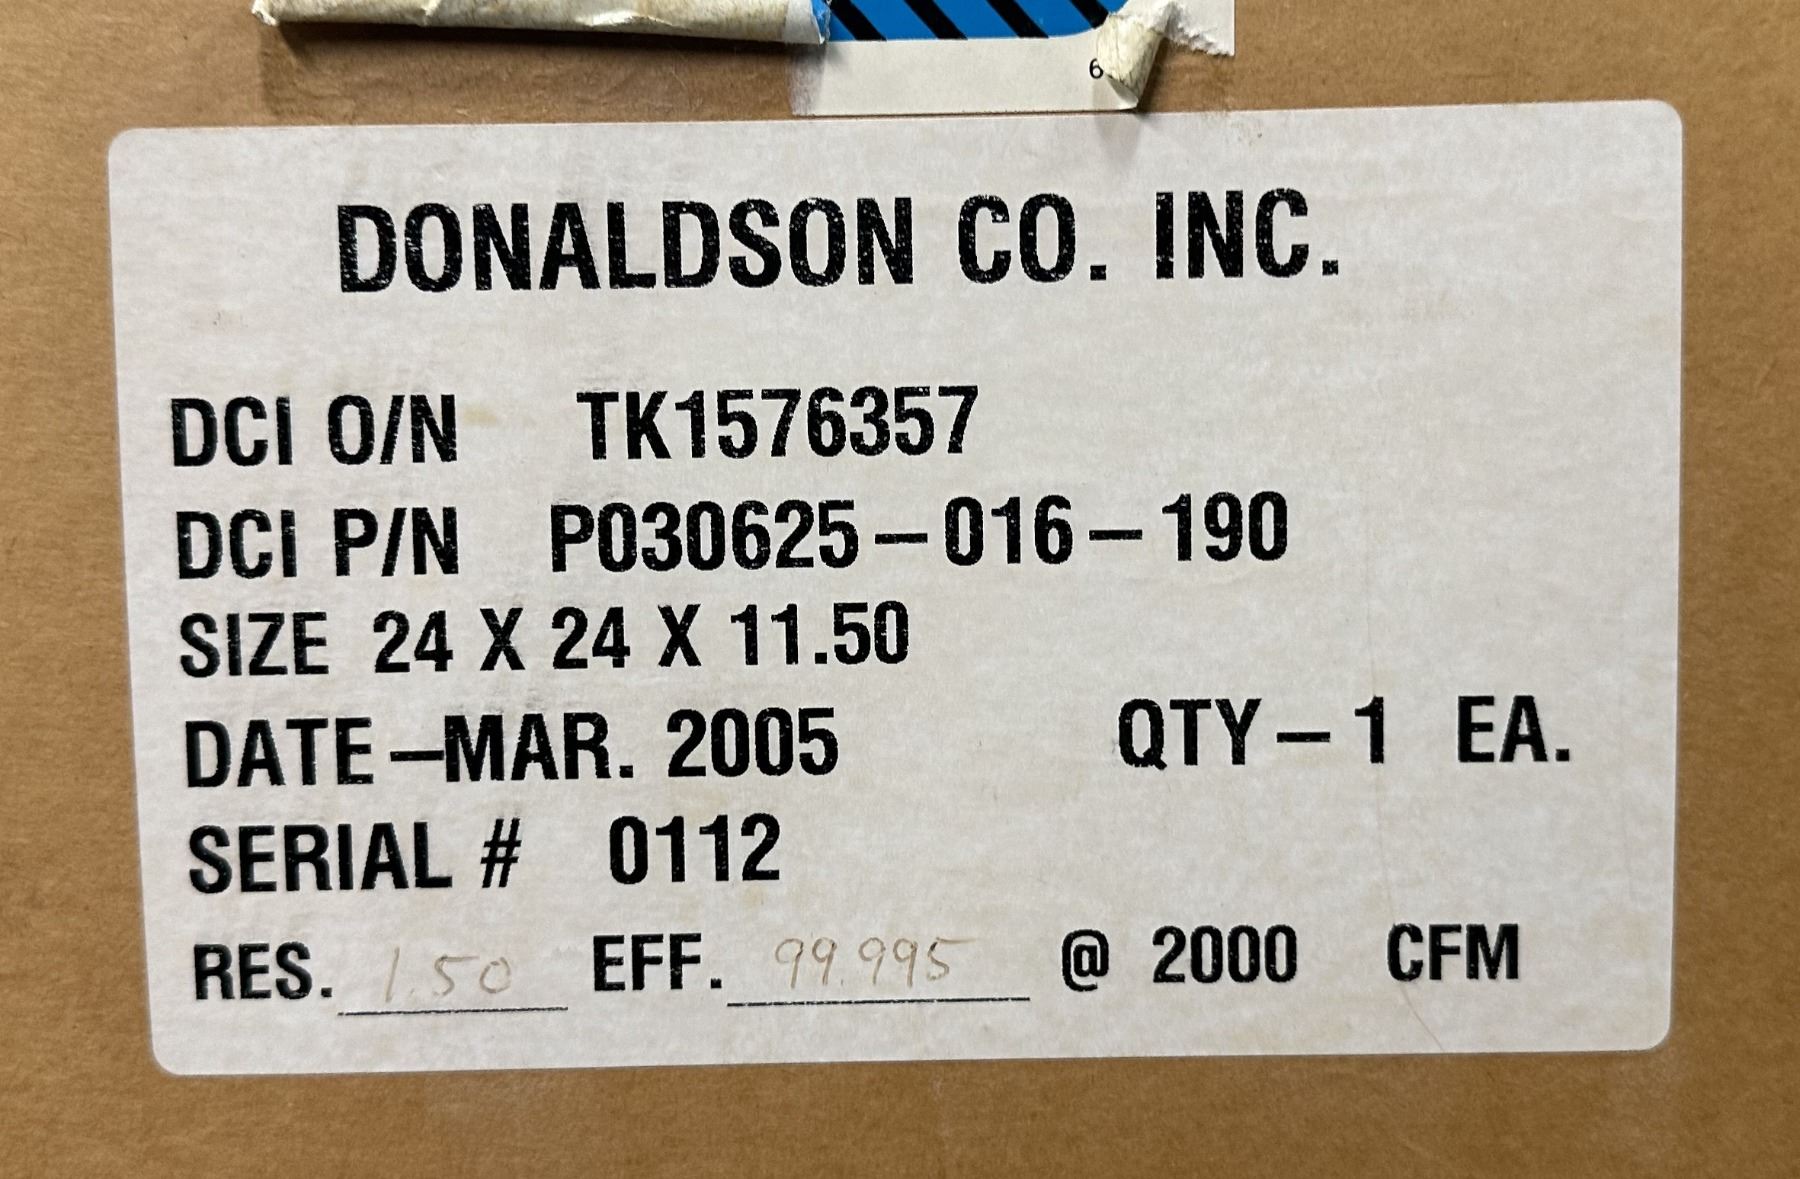 6
DONALDSON CO. INC.
DCI O/N TK1576357
DCI P/N P030625-016-190
SIZE 24 X 24 X 11.50
DATE-MAR. 2005 QTY-1 EA.
SERIAL # 0112
RES. 1.50 EFF. 99.995 @ 2000 CFM